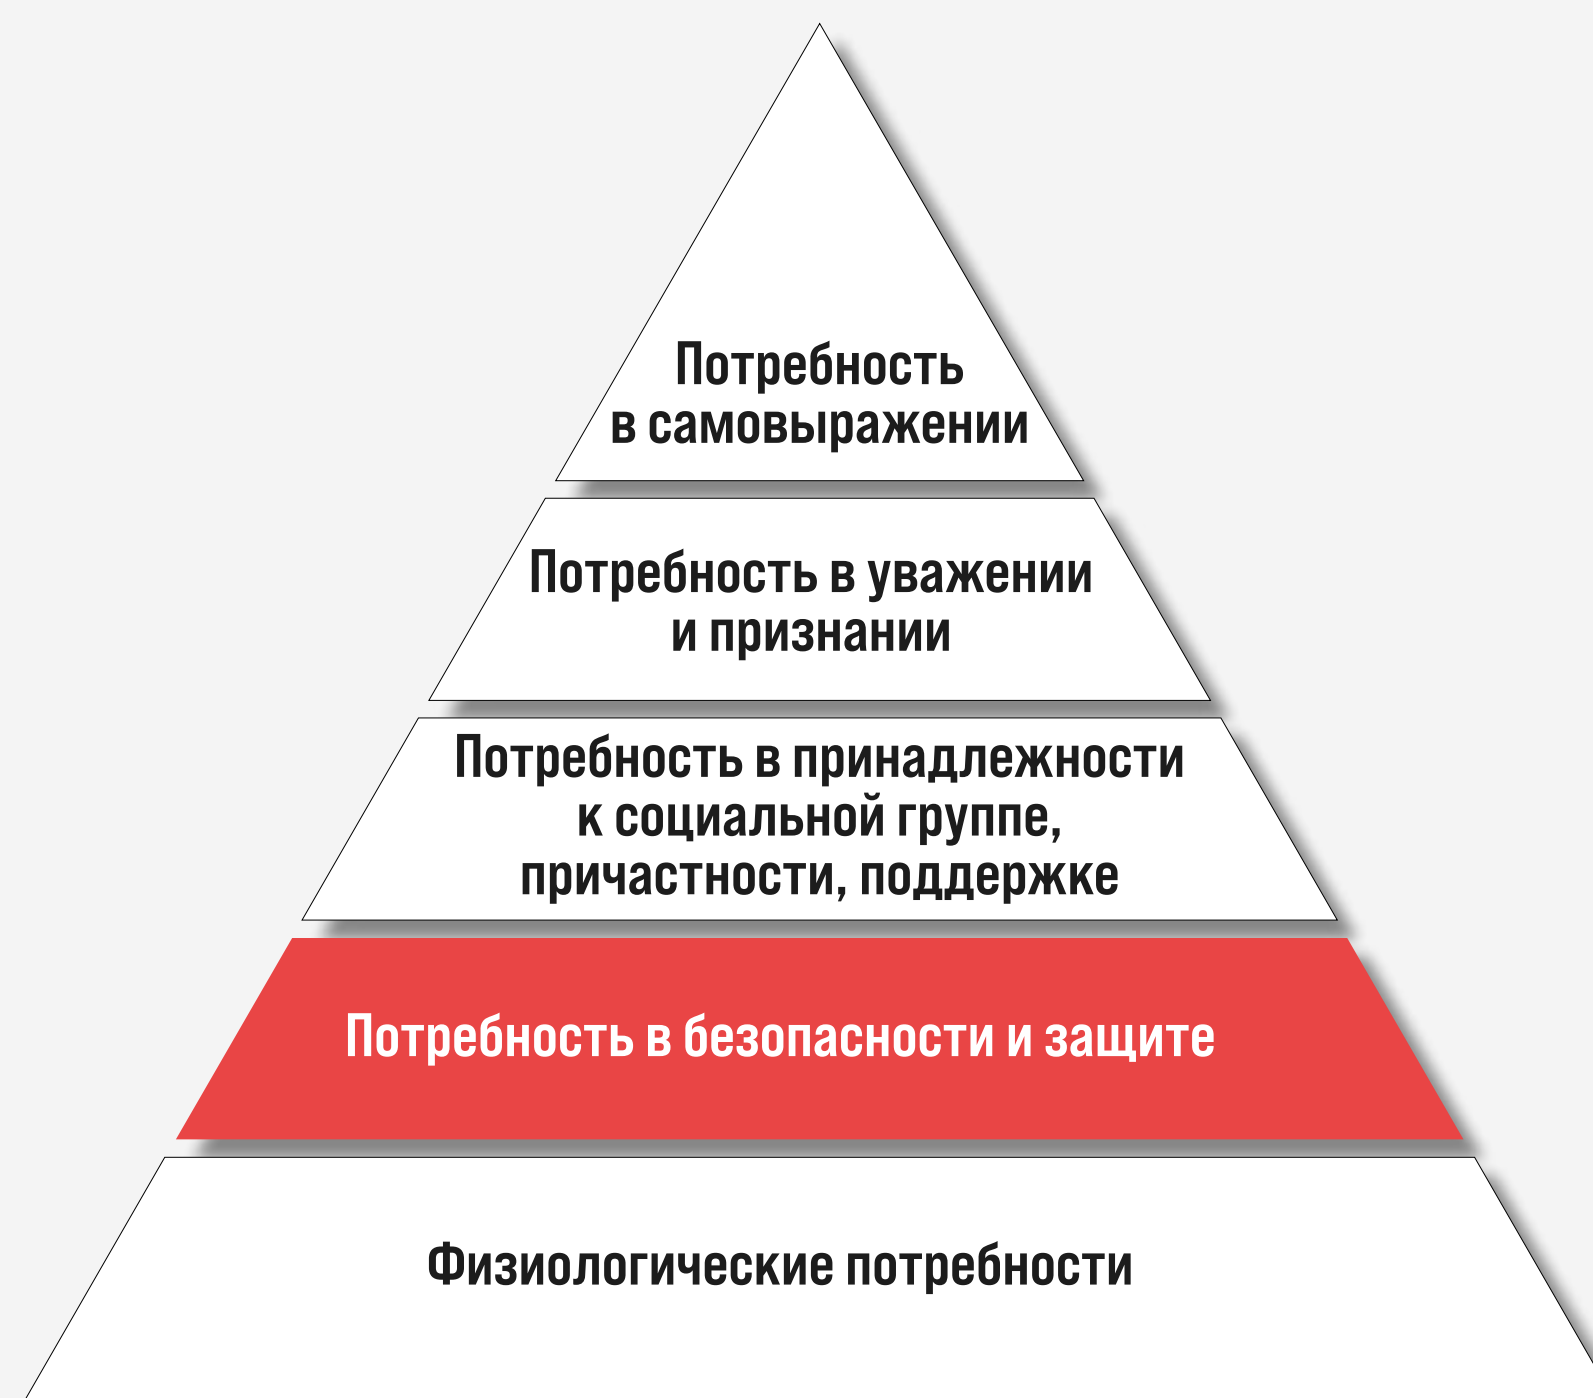 Потребность
в самовыражении
Потребность в уважении
и признании
Потребность в принадлежности
к социальной группе,
причастности, поддержке
Потребность в безопасности и защите
Физиологические потребности